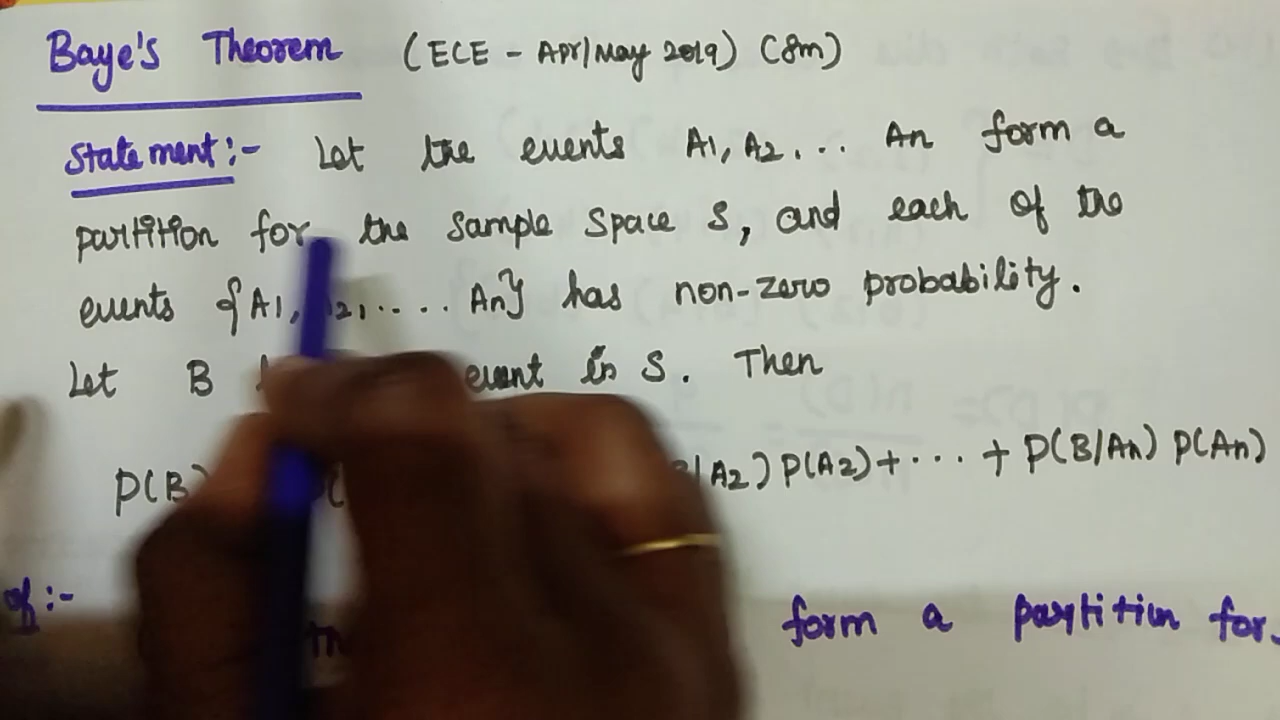 Baye's Theorem (ECE - Apr/May 2019) (8m)
Statement :- Let the events A1, A2 ... An form a
partition for the sample space S, and each of the
events {A1, A2, .... An} has non-zero probability.
Let B event in S. Then
P(B) A2) P(A2) + ... + P(B/An) P(An)
of :- form a partition for